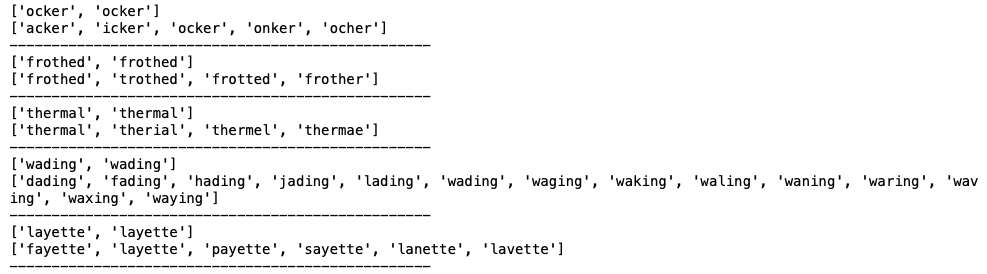 ['ocker', 'ocker']
['acker', 'icker', 'ocker', 'onker', 'ocher']
--------------------------------------------------
['frothed', 'frothed']
['frothed', 'trothed', 'frotted', 'frother']
--------------------------------------------------
['thermal', 'thermal']
['thermal', 'therial', 'thermel', 'thermae']
--------------------------------------------------
['wading', 'wading']
['dading', 'fading', 'hading', 'jading', 'lading', 'wading', 'waging', 'waking', 'waling', 'waning', 'waring', 'wav
ing', 'waxing', 'waying']
--------------------------------------------------
['layette', 'layette']
['fayette', 'layette', 'payette', 'sayette', 'lanette', 'lavette']
--------------------------------------------------